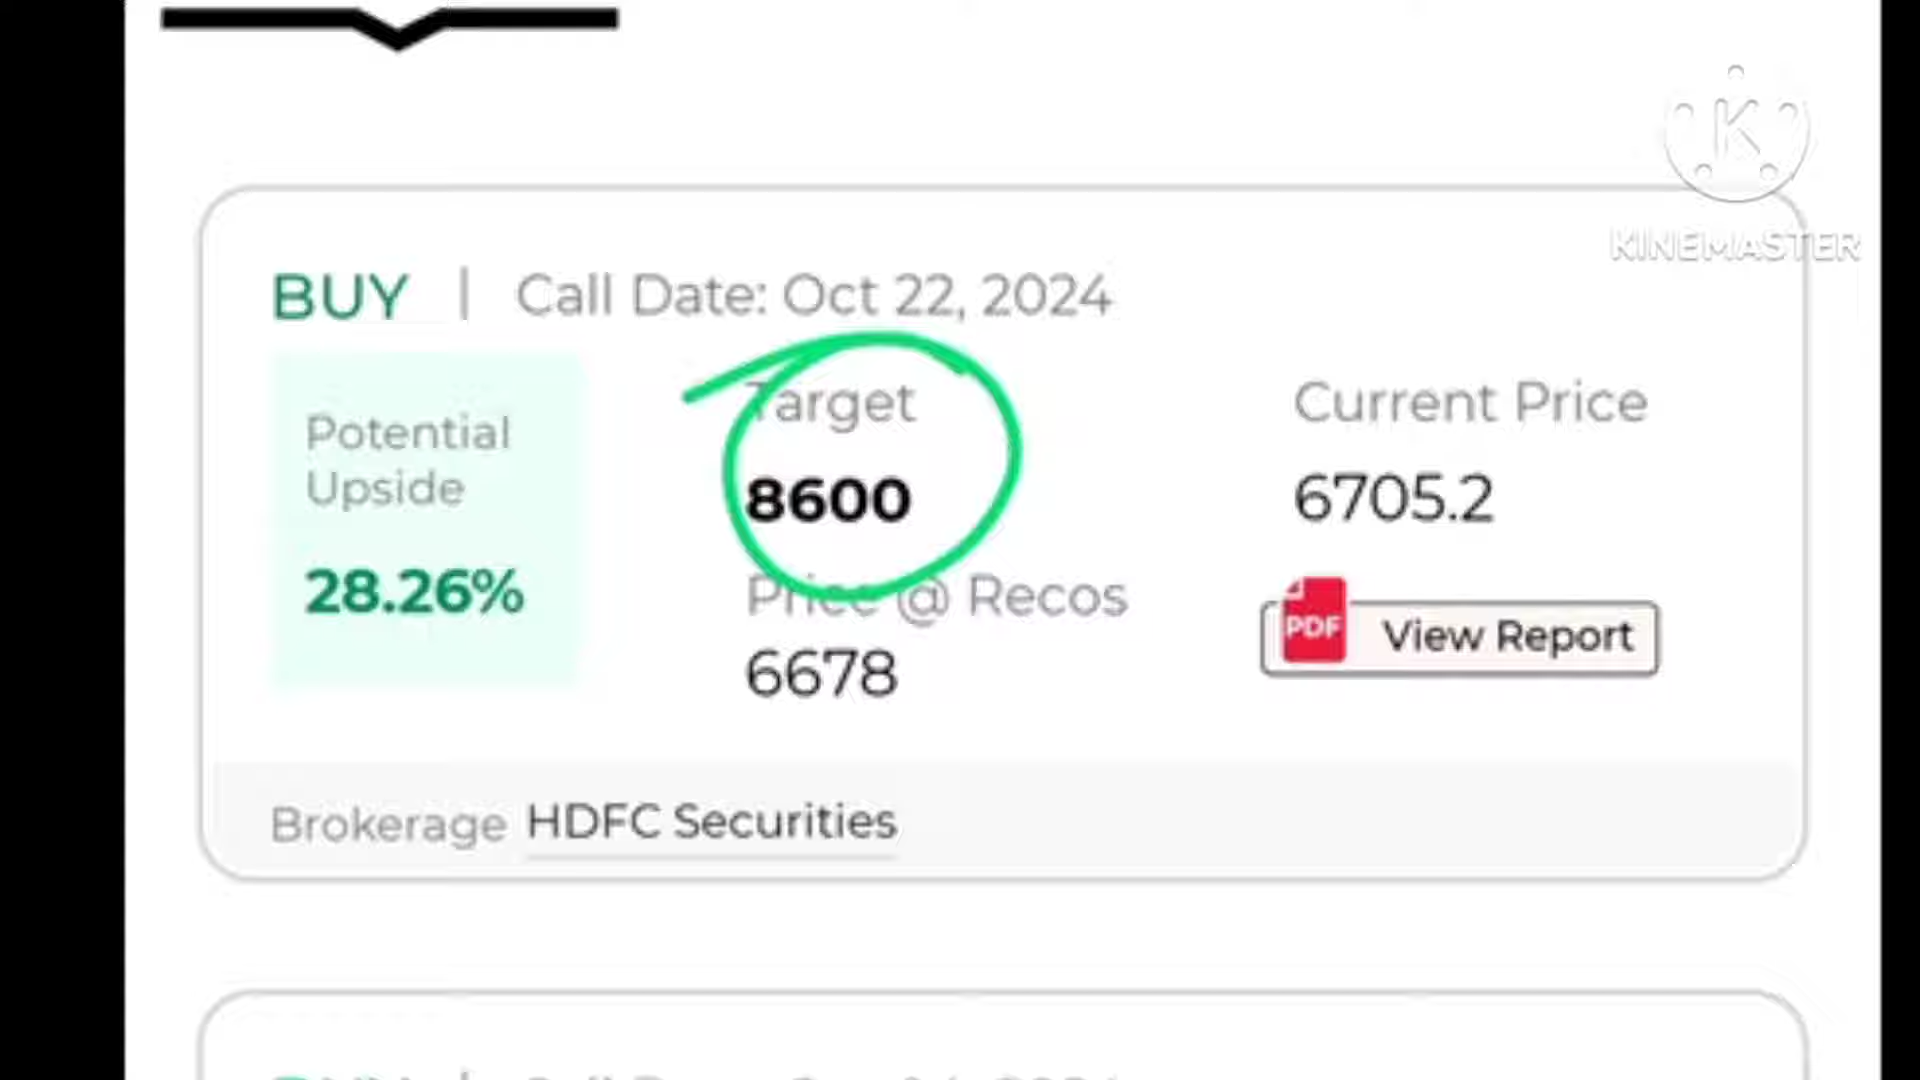 KINEMASTER
BUY | Call Date: Oct 22, 2024
Potential
Upside
28.26%
Target
8600
Price @ Recos
6678
Current Price
6705.2
PDF View Report
Brokerage HDFC Securities